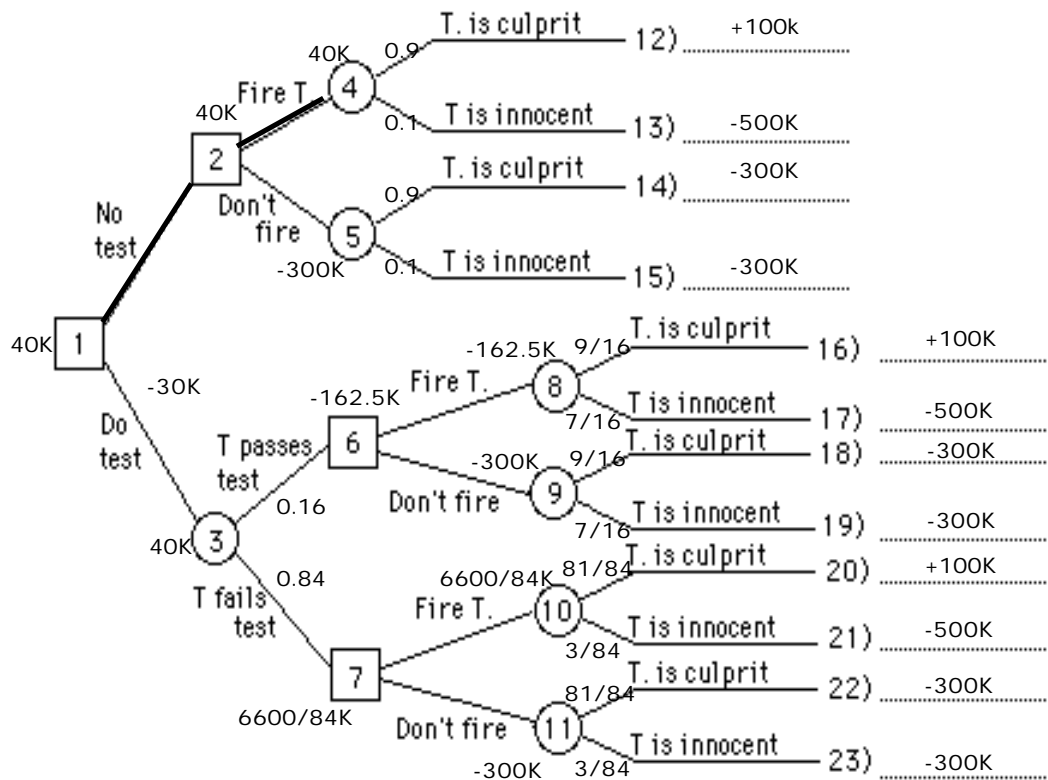 T. is culprit 12) +100k
40K 0.9
Fire T. 4
40K 0.1 T is innocent 13) -500K
2 T. is culprit 14) -300K
Don't fire 0.9
No test 5
-300K 0.1 T is innocent 15) -300K
40K 1
T. is culprit 16) +100K
-162.5K 9/16
-30K Fire T. 8
-162.5K T is innocent 17) -500K
7/16
Do test T passes test 6 T. is culprit 18) -300K
-300K 9/16
0.16 Don't fire 9
7/16 T is innocent 19) -300K
40K 3
T. is culprit 20) +100K
0.84 6600/84K 81/84
T fails test Fire T. 10
T is innocent 21) -500K
3/84
7 T. is culprit 22) -300K
81/84
6600/84K Don't fire 11
-300K 3/84 T is innocent 23) -300K